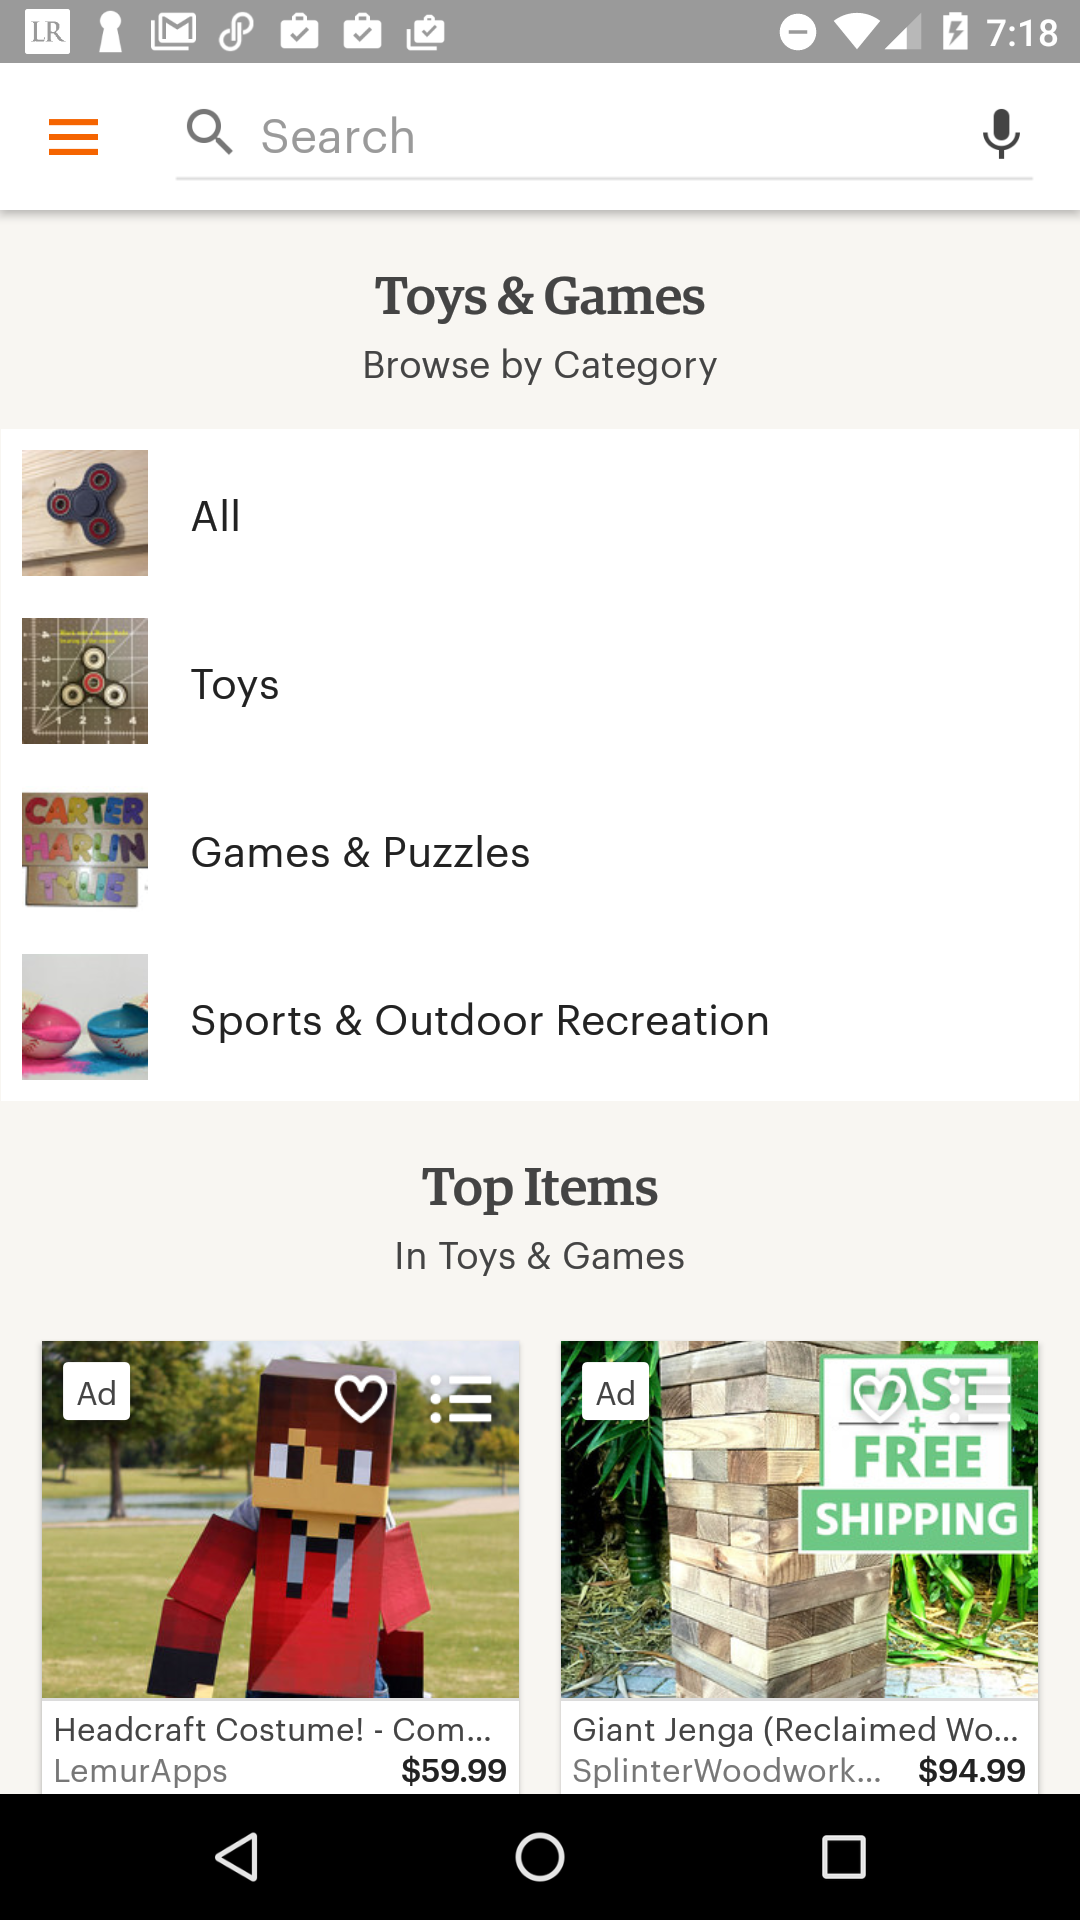 LR
7:18
Search
Toys & Games
Browse by Category
All
Toys
CARTER
HARLIN
TYLIE
Games & Puzzles
Sports & Outdoor Recreation
Top Items
In Toys & Games
Ad
Ad
FAST
+
FREE
SHIPPING
Headcraft Costume! - Com...
LemurApps
$59.99
Giant Jenga (Reclaimed Wo...
SplinterWoodwork...
$94.99